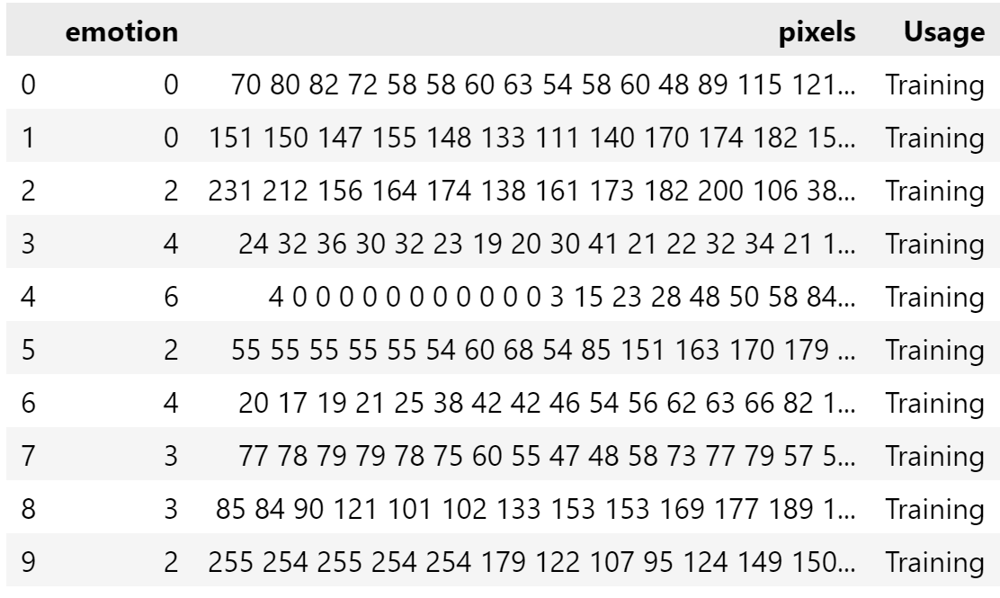 emotion pixels Usage
0 0 70 80 82 72 58 58 60 63 54 58 60 48 89 115 121... Training
1 0 151 150 147 155 148 133 111 140 170 174 182 15... Training
2 2 231 212 156 164 174 138 161 173 182 200 106 38... Training
3 4 24 32 36 30 32 23 19 20 30 41 21 22 32 34 21 1... Training
4 6 4 0 0 0 0 0 0 0 0 0 0 0 3 15 23 28 48 50 58 84... Training
5 2 55 55 55 55 55 54 60 68 54 85 151 163 170 179 ... Training
6 4 20 17 19 21 25 38 42 42 46 54 56 62 63 66 82 1... Training
7 3 77 78 79 79 78 75 60 55 47 48 58 73 77 79 57 5... Training
8 3 85 84 90 121 101 102 133 153 153 169 177 189 1... Training
9 2 255 254 255 254 254 179 122 107 95 124 149 150... Training